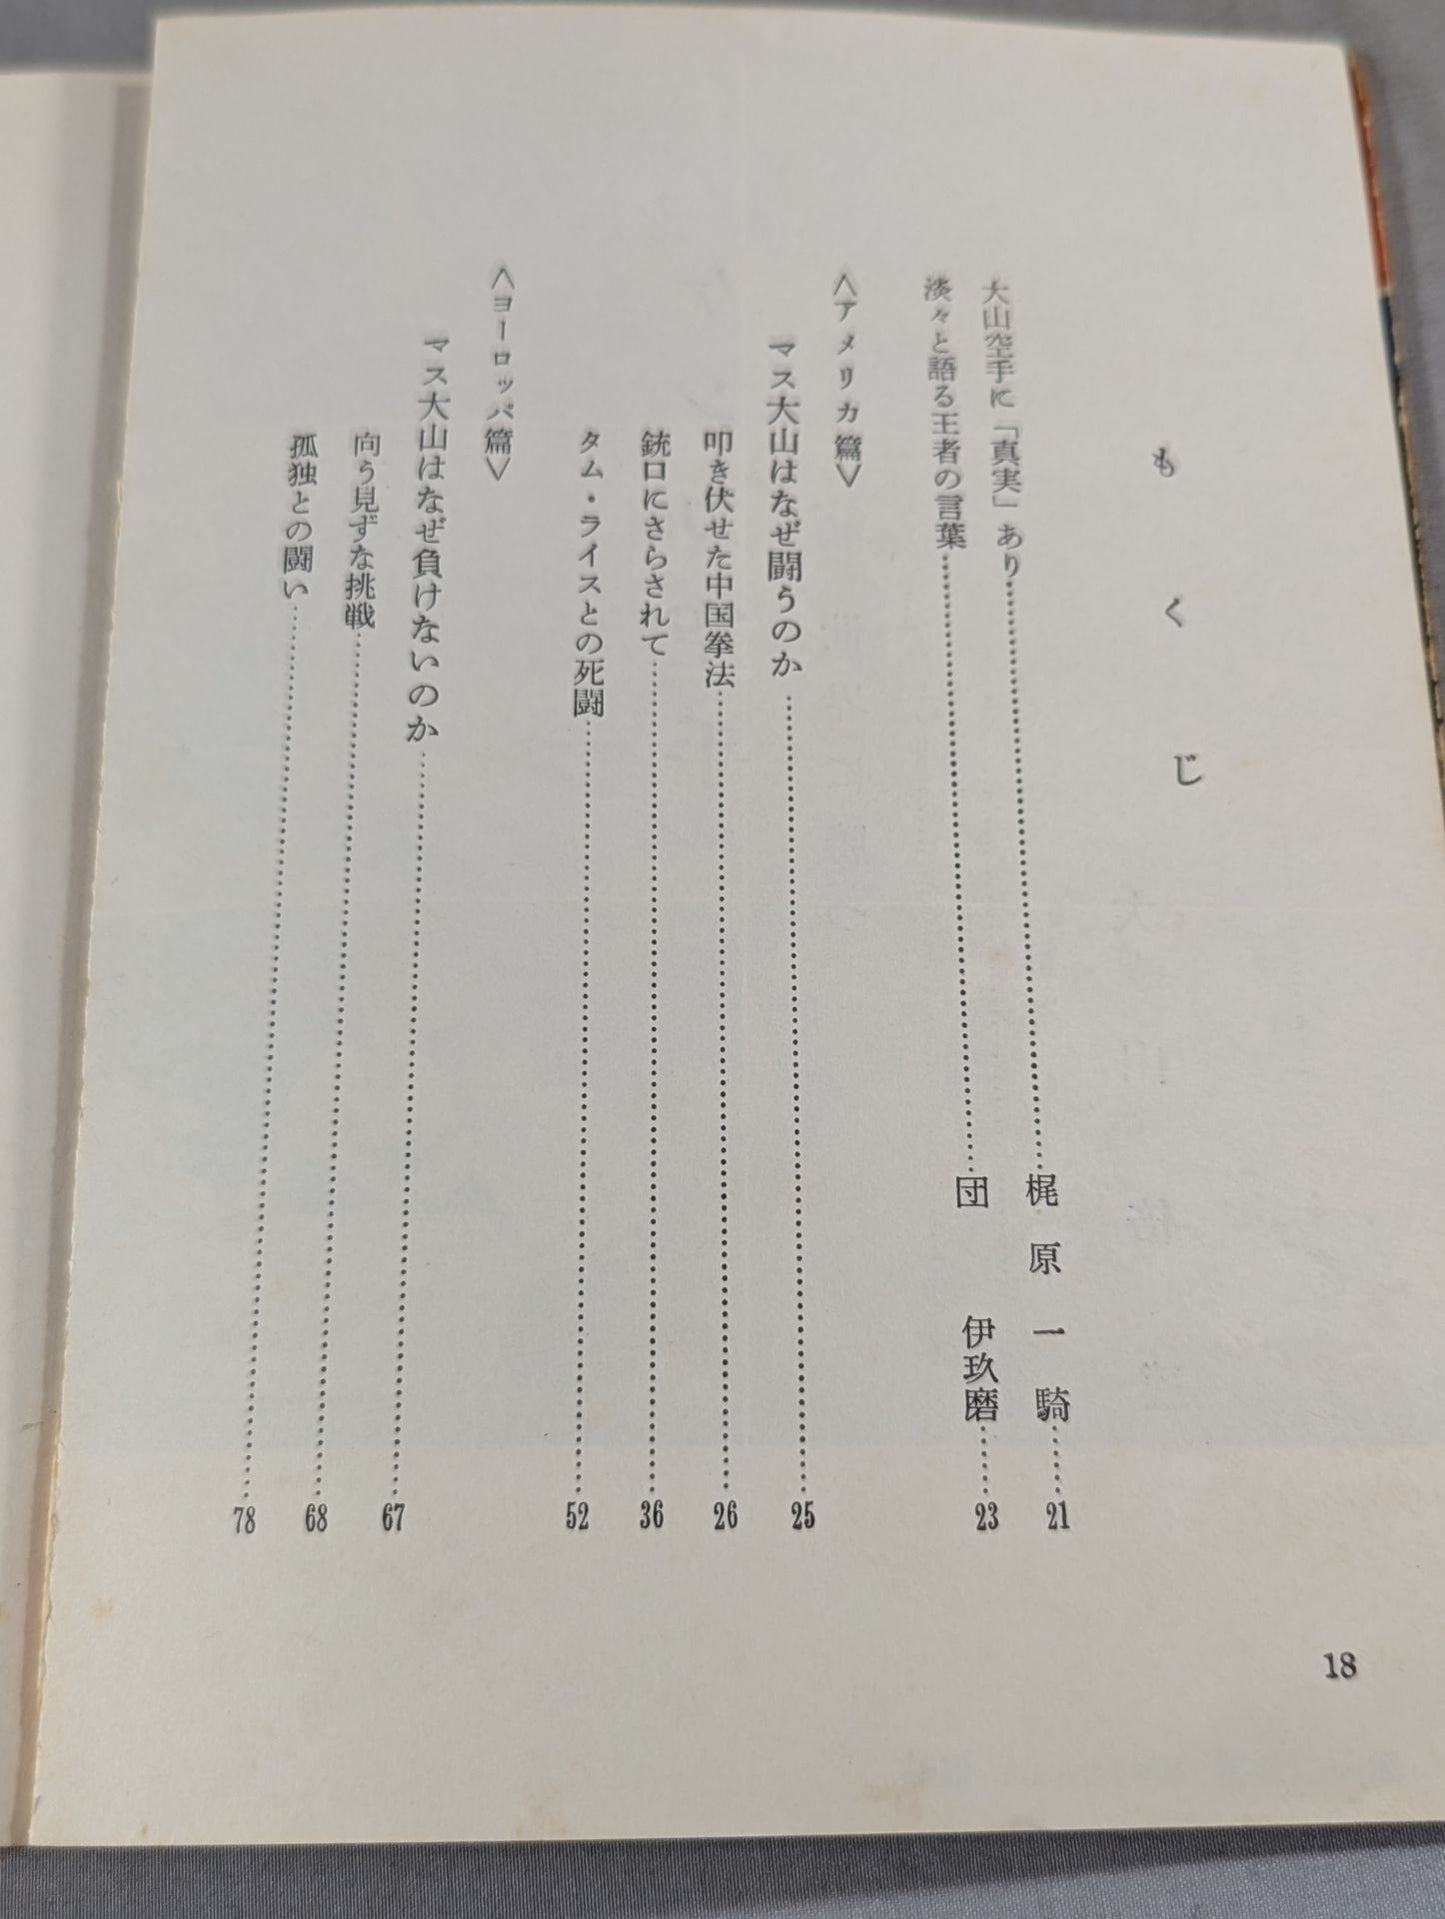 もくじ
大山空手に「真実」あり……………………梶原一騎……21
淡々と語る王者の言葉……………………団　伊玖磨……23
〈アメリカ篇〉
マス大山はなぜ闘うのか……………………25
叩き伏せた中国拳法……………………26
銃口にさらされて……………………36
タム・ライスとの死闘……………………52
〈ヨーロッパ篇〉
マス大山はなぜ負けないのか……………………67
向う見ずな挑戦……………………68
孤独との闘い……………………78
18